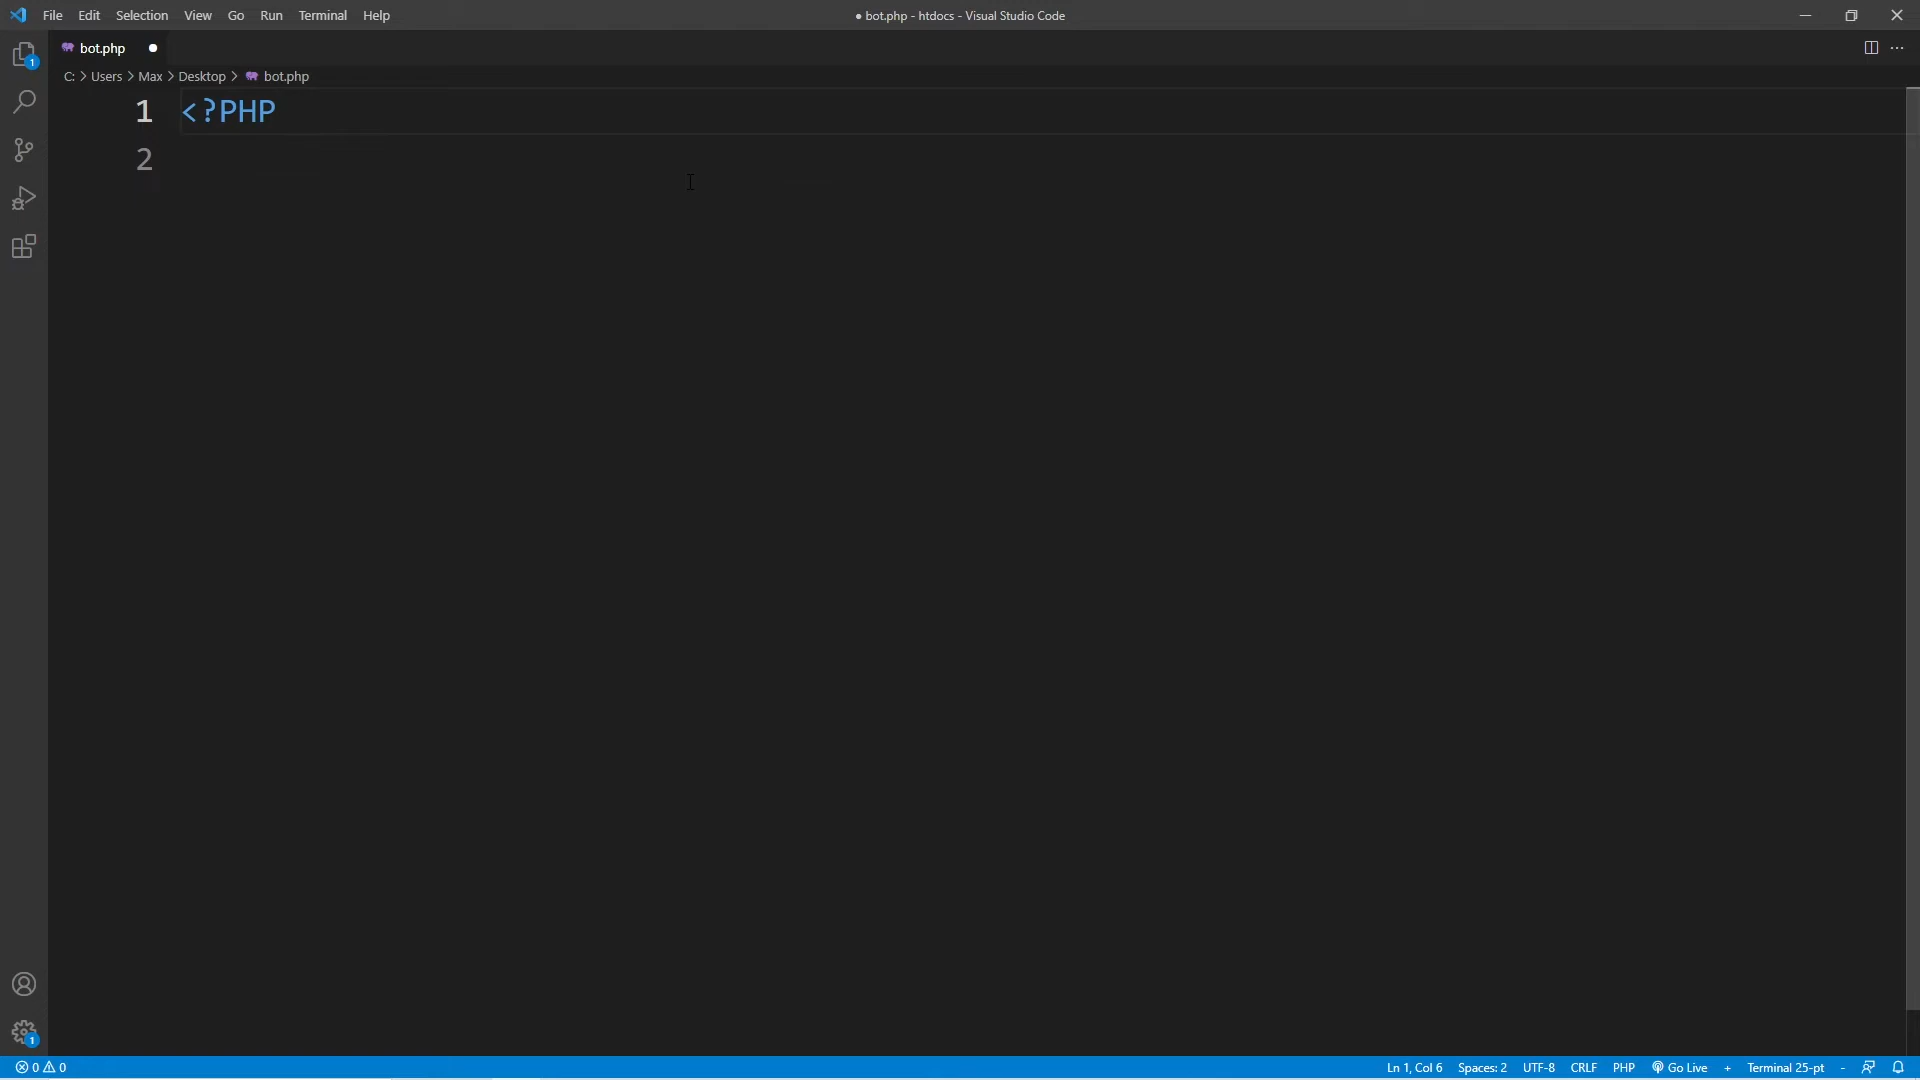 File Edit Selection View Go Run Terminal Help
● bot.php - htdocs - Visual Studio Code
bot.php ●
C: > Users > Max > Desktop > bot.php
1 <?PHP
2
1
1
0 0 Ln 1, Col 6 Spaces: 2 UTF-8 CRLF PHP Go Live + Terminal 25-pt -